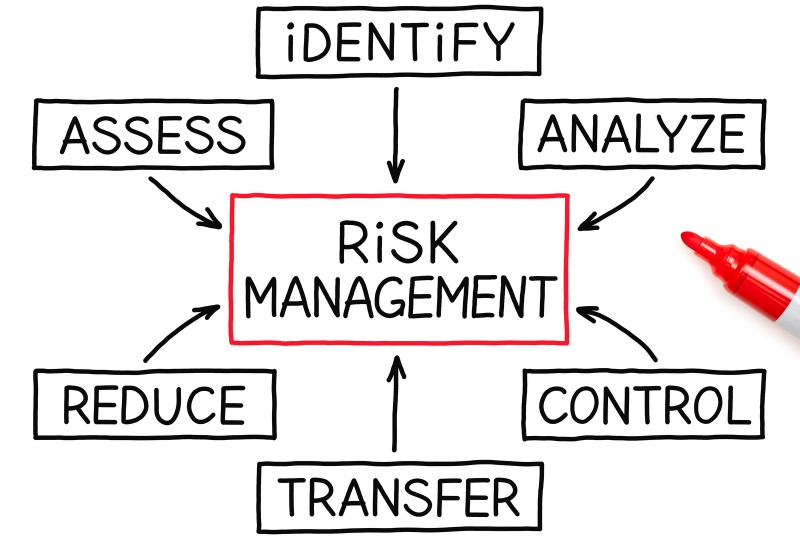 iDENTiFY
ASSESS
ANALYZE
RiSK
MANAGEMENT
REDUCE
CONTROL
TRANSFER